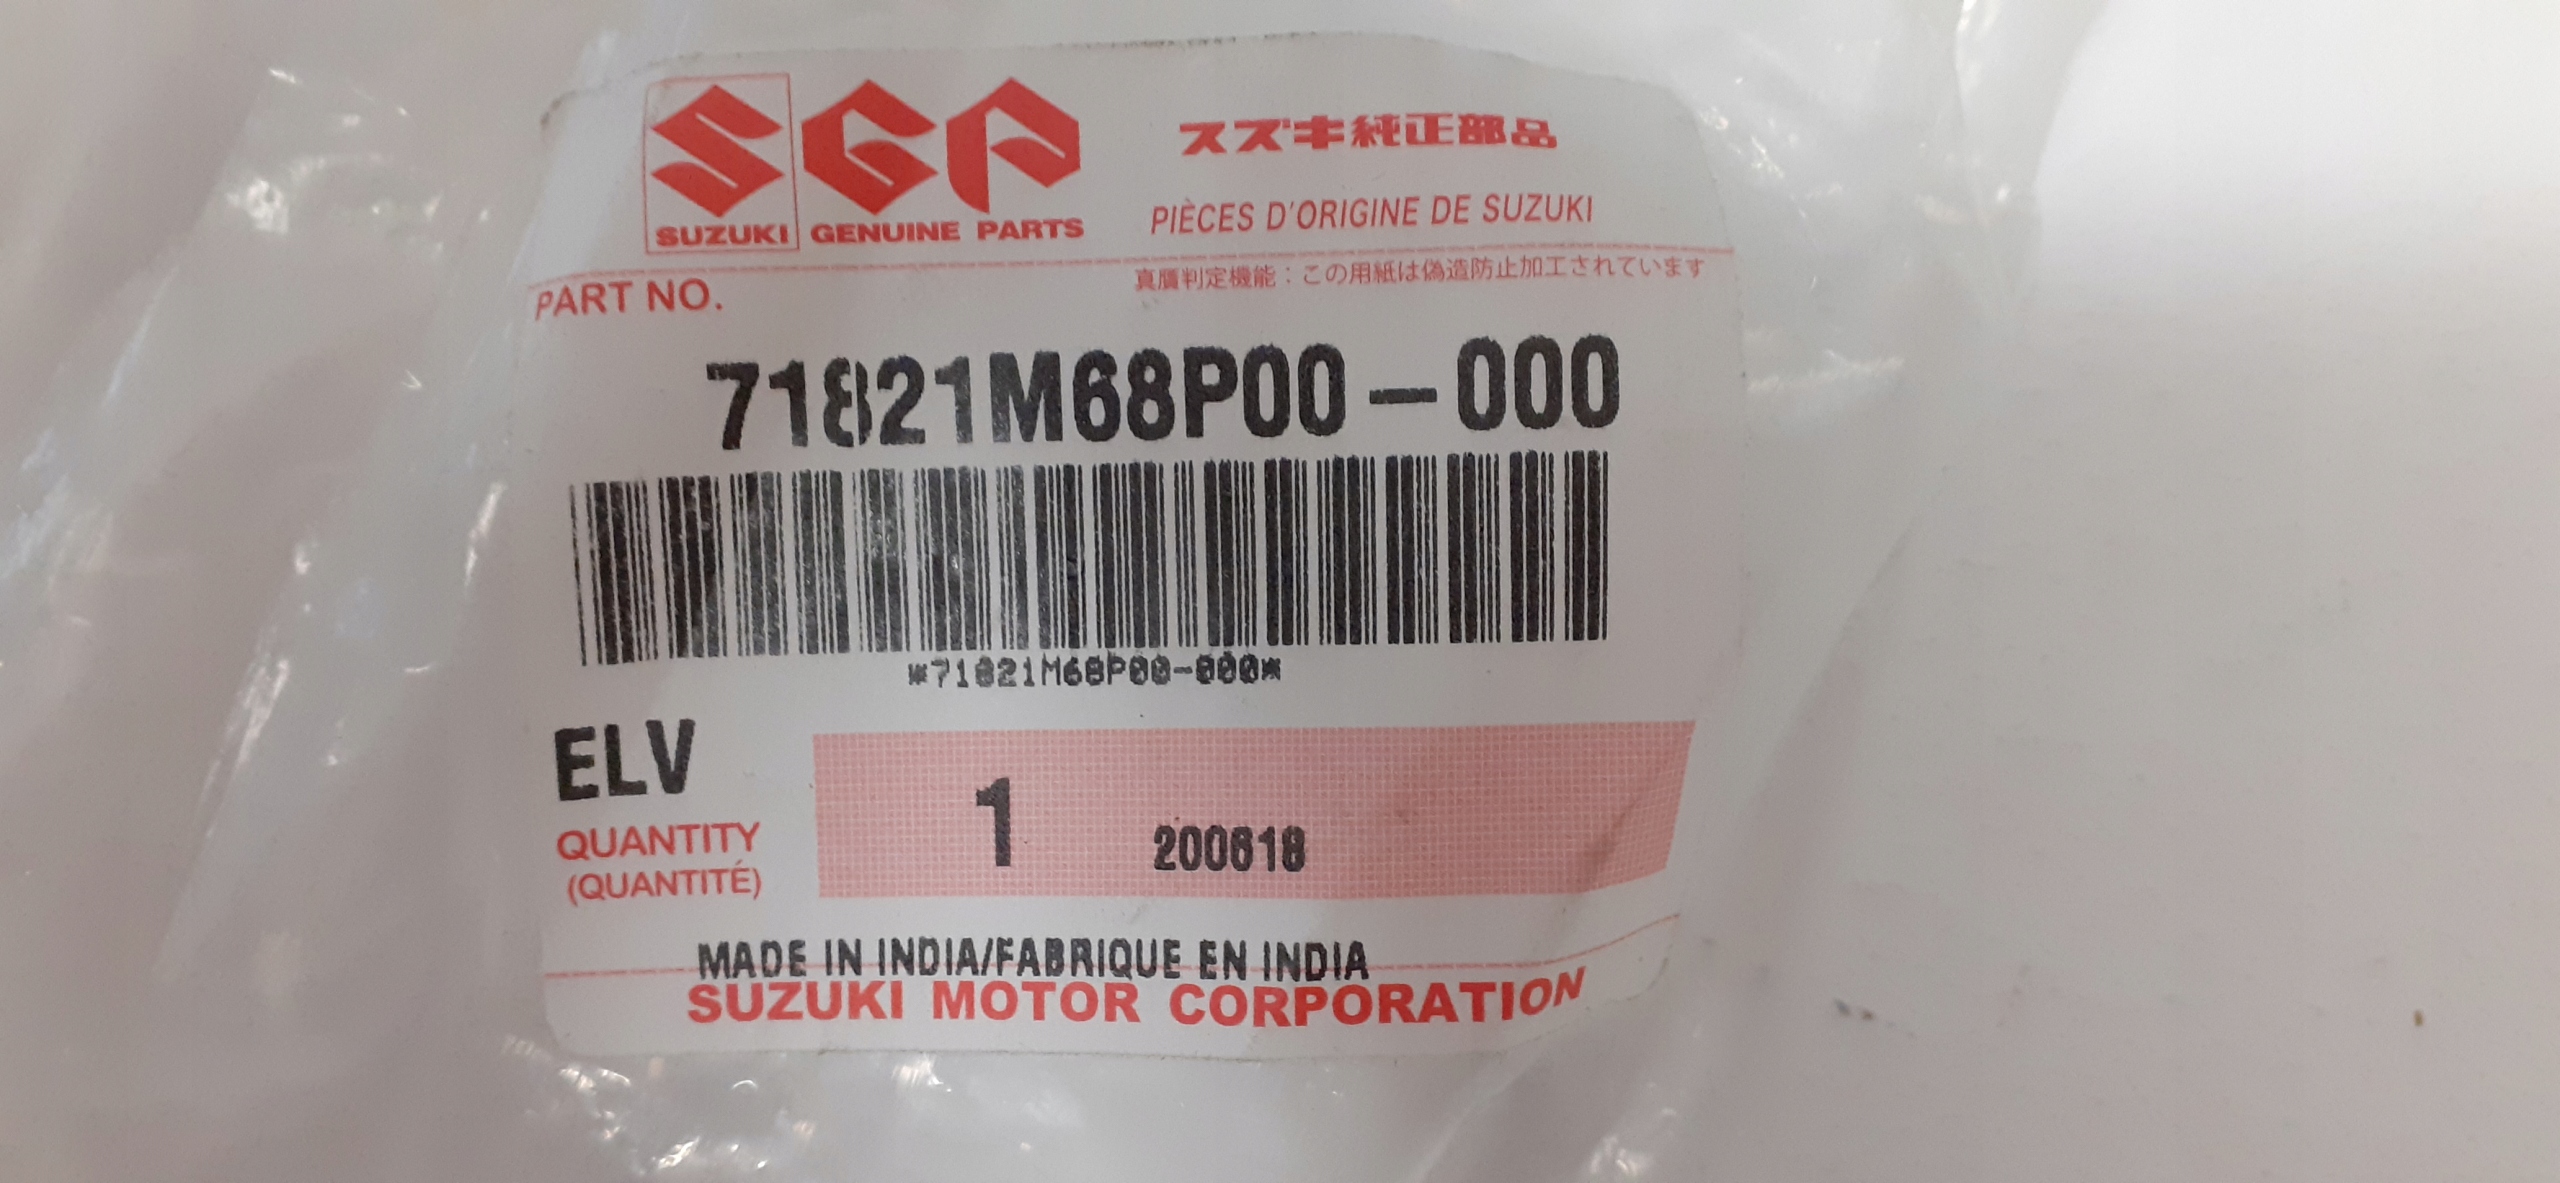 SGP
スズキ純正部品
SUZUKI GENUINE PARTS
PIÈCES D'ORIGINE DE SUZUKI
PART NO.
真贋判定機能：この用紙は偽造防止加工されています
71821M68P00-000
*71821M68P00-000*
ELV
QUANTITY
(QUANTITÉ)
1 200618
MADE IN INDIA/FABRIQUE EN INDIA
SUZUKI MOTOR CORPORATION